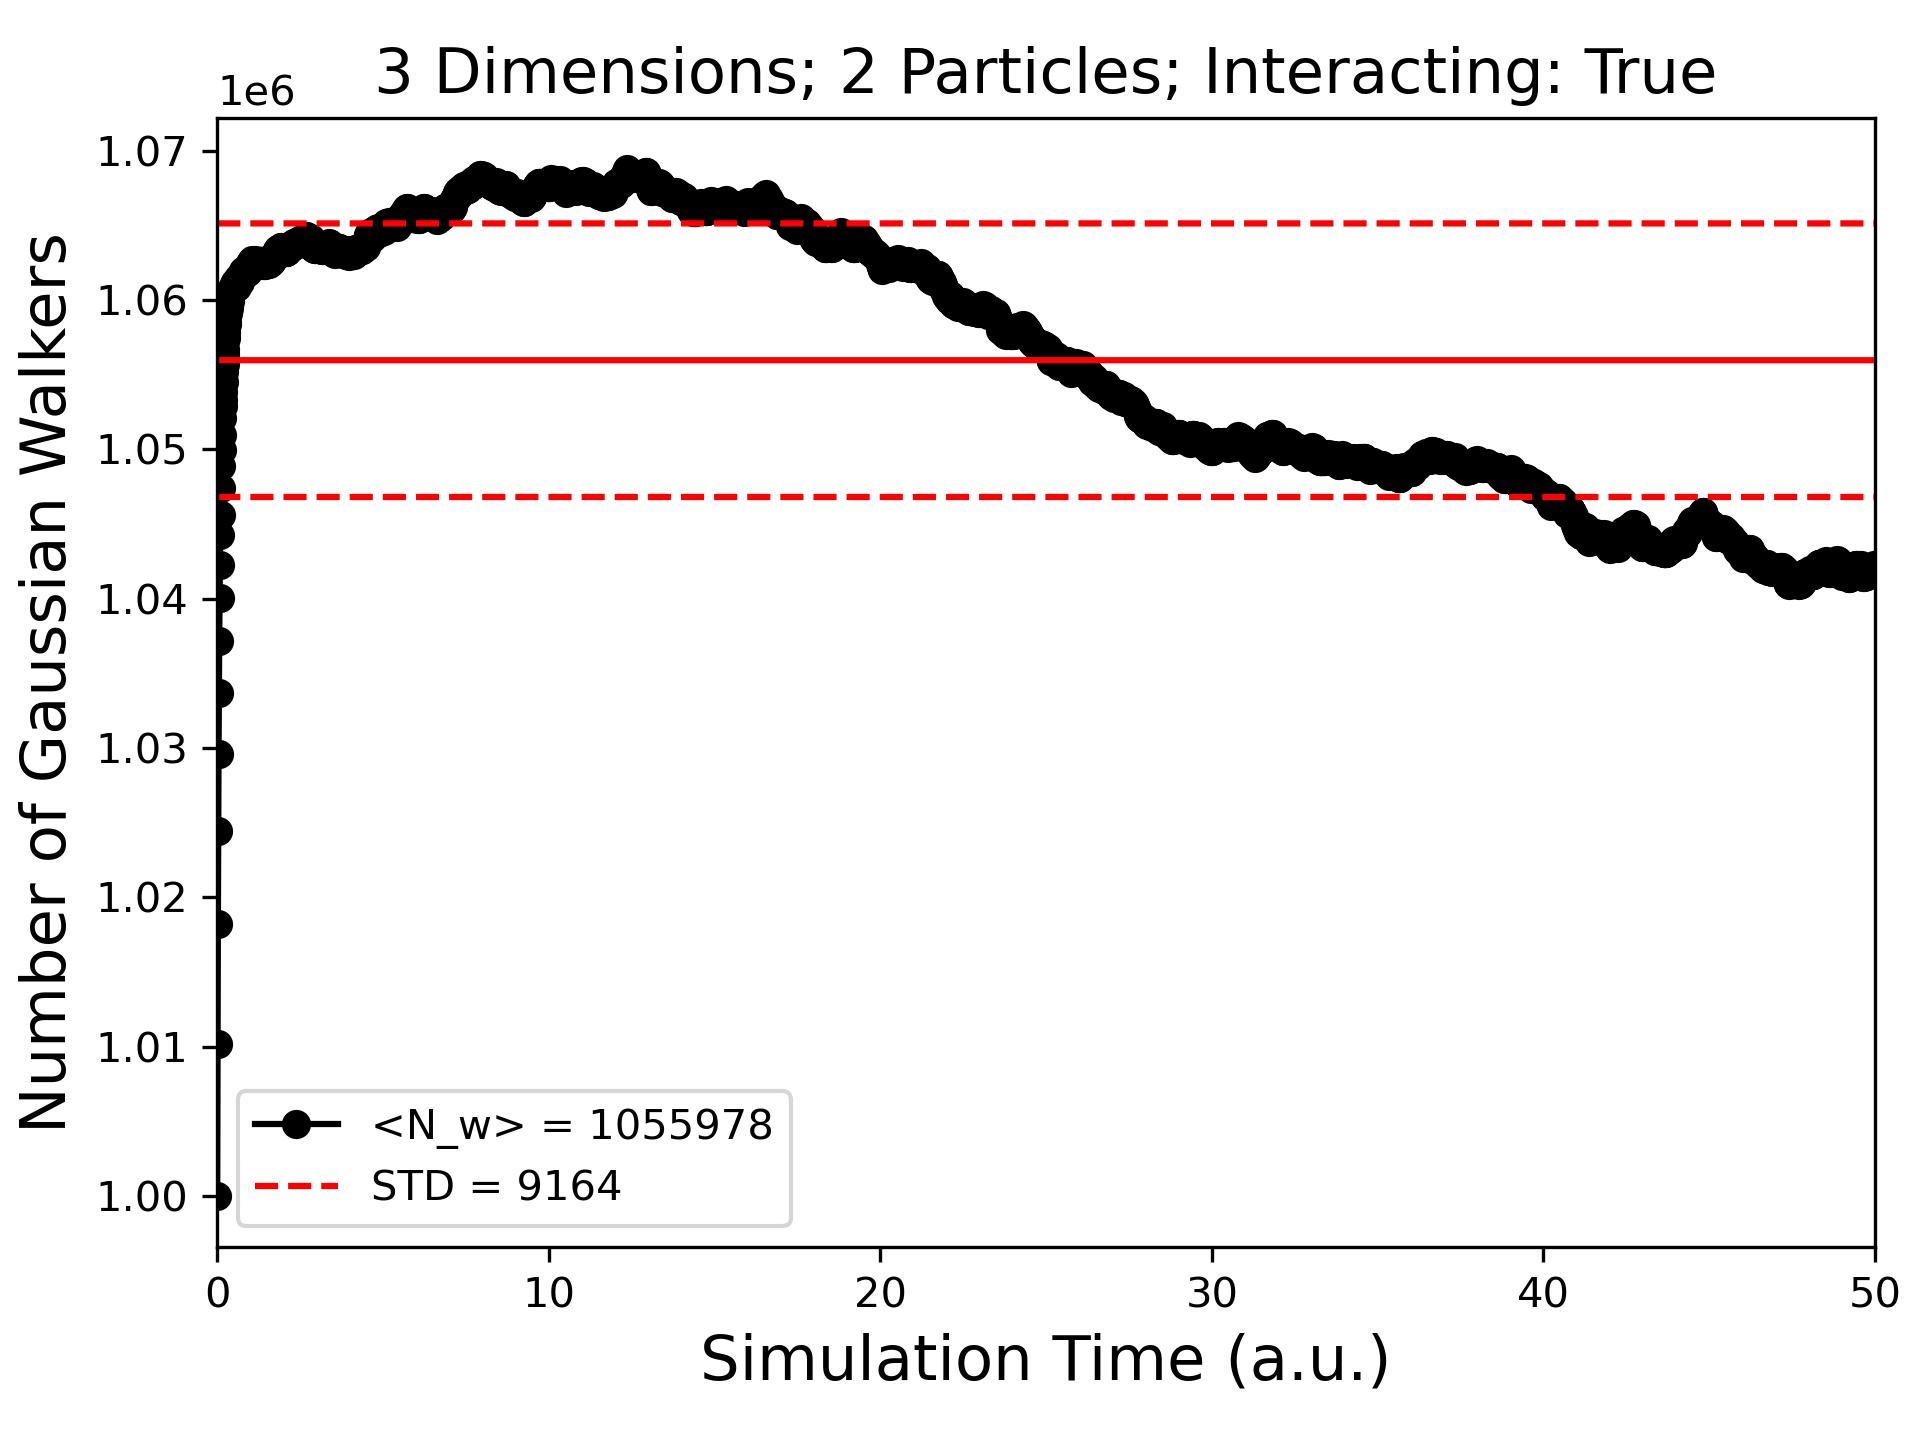 3 Dimensions; 2 Particles; Interacting: True
1e6
Number of Gaussian Walkers
1.07
1.06
1.05
1.04
1.03
1.02
1.01
1.00
<N_w> = 1055978
STD = 9164
0 10 20 30 40 50
Simulation Time (a.u.)